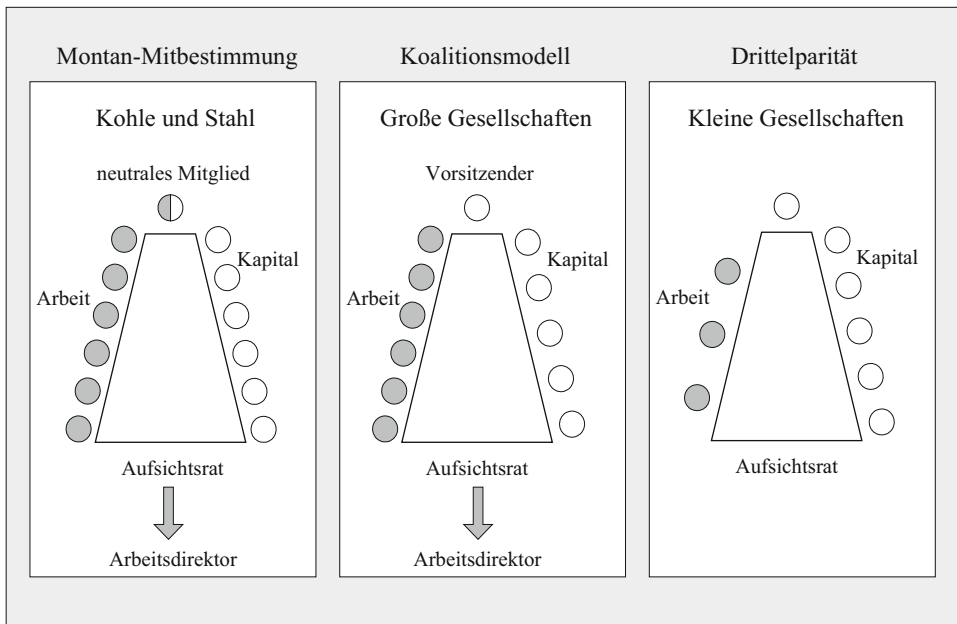 Montan-Mitbestimmung
Kohle und Stahl
neutrales Mitglied
Kapital
Arbeit
Aufsichtsrat
Arbeitsdirektor
Koalitionsmodell
Große Gesellschaften
Vorsitzender
Kapital
Arbeit
Aufsichtsrat
Arbeitsdirektor
Drittelparität
Kleine Gesellschaften
Kapital
Arbeit
Aufsichtsrat